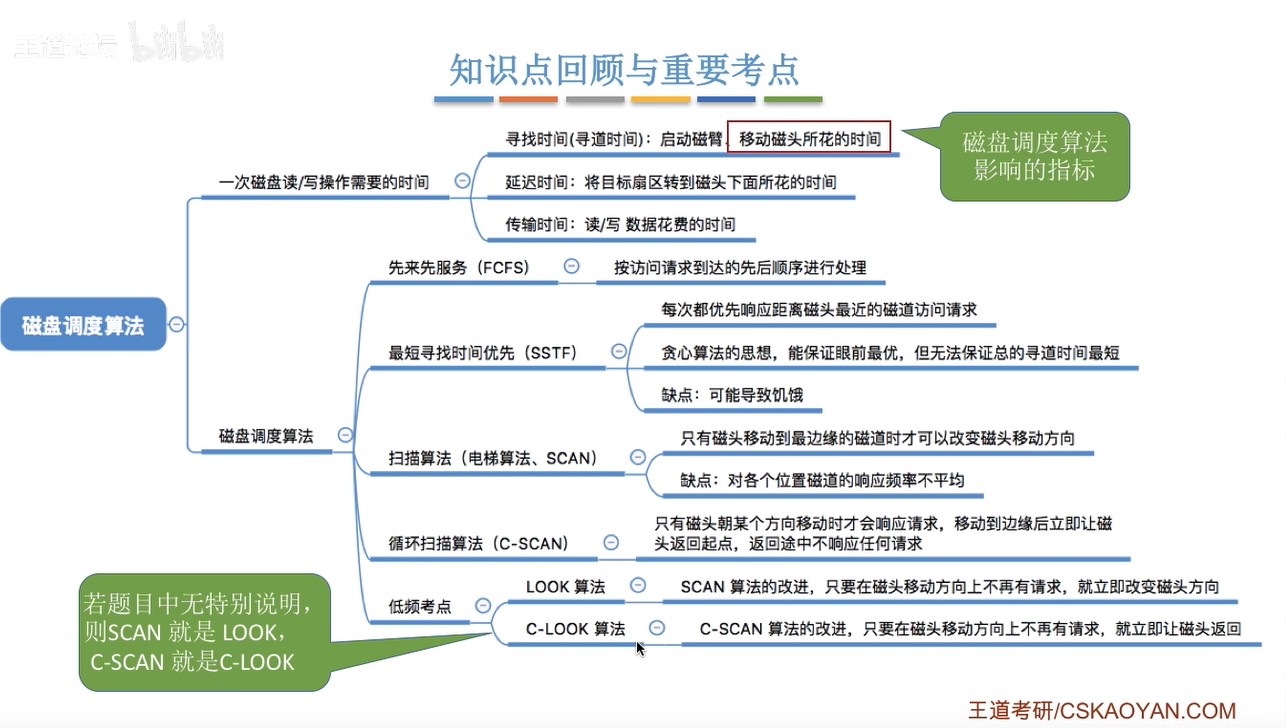 王道论坛 bilibili
知识点回顾与重要考点
寻找时间(寻道时间)：启动磁臂、移动磁头所花的时间
磁盘调度算法
影响的指标
一次磁盘读/写操作需要的时间
延迟时间：将目标扇区转到磁头下面所花的时间
传输时间：读/写 数据花费的时间
先来先服务（FCFS）
按访问请求到达的先后顺序进行处理
每次都优先响应距离磁头最近的磁道访问请求
磁盘调度算法
最短寻找时间优先（SSTF）
贪心算法的思想，能保证眼前最优，但无法保证总的寻道时间最短
缺点：可能导致饥饿
磁盘调度算法
只有磁头移动到最边缘的磁道时才可以改变磁头移动方向
扫描算法（电梯算法、SCAN）
缺点：对各个位置磁道的响应频率不平均
只有磁头朝某个方向移动时才会响应请求，移动到边缘后立即让磁
头返回起点，返回途中不响应任何请求
循环扫描算法（C-SCAN）
LOOK 算法
SCAN 算法的改进，只要在磁头移动方向上不再有请求，就立即改变磁头方向
低频考点
C-LOOK 算法
C-SCAN 算法的改进，只要在磁头移动方向上不再有请求，就立即让磁头返回
若题目中无特别说明，
则SCAN 就是 LOOK，
C-SCAN 就是C-LOOK
王道考研/CSKAOYAN.COM